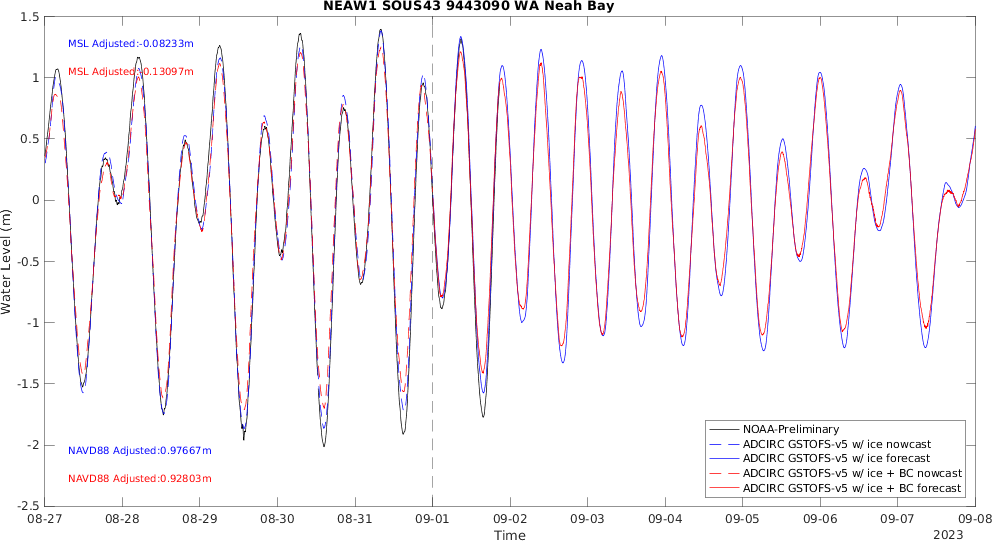 NEAW1 SOUS43 9443090 WA Neah Bay
1.5
1
0.5
0
-0.5
-1
-1.5
-2
-2.5
Water Level (m)
MSL Adjusted:-0.08233m
MSL Adjusted:-0.13097m
NAVD88 Adjusted:0.97667m
NAVD88 Adjusted:0.92803m
NOAA-Preliminary
ADCIRC GSTOFS-v5 w/ ice nowcast
ADCIRC GSTOFS-v5 w/ ice forecast
ADCIRC GSTOFS-v5 w/ ice + BC nowcast
ADCIRC GSTOFS-v5 w/ ice + BC forecast
08-27 08-28 08-29 08-30 08-31 09-01 09-02 09-03 09-04 09-05 09-06 09-07 09-08
Time
2023